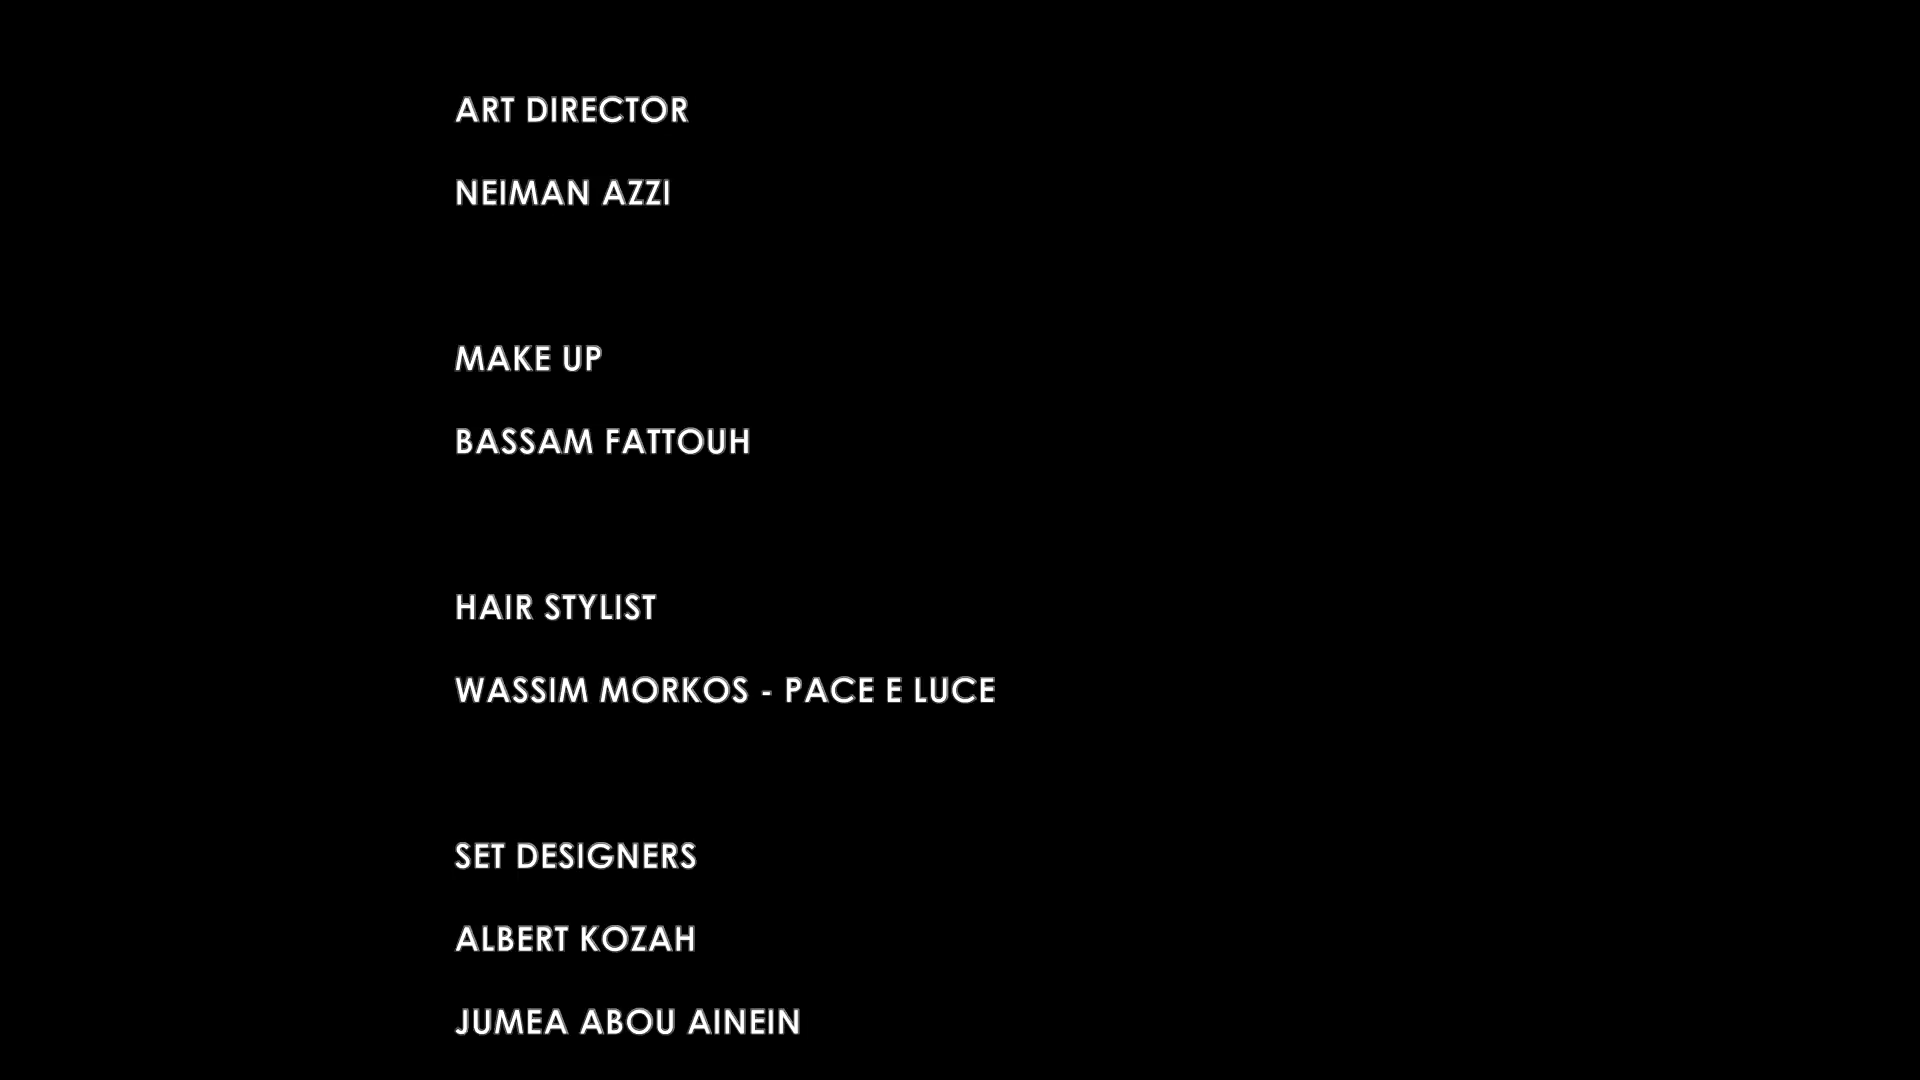 ART DIRECTOR
NEIMAN AZZI
MAKE UP
BASSAM FATTOUH
HAIR STYLIST
WASSIM MORKOS - PACE E LUCE
SET DESIGNERS
ALBERT KOZAH
JUMEA ABOU AINEIN